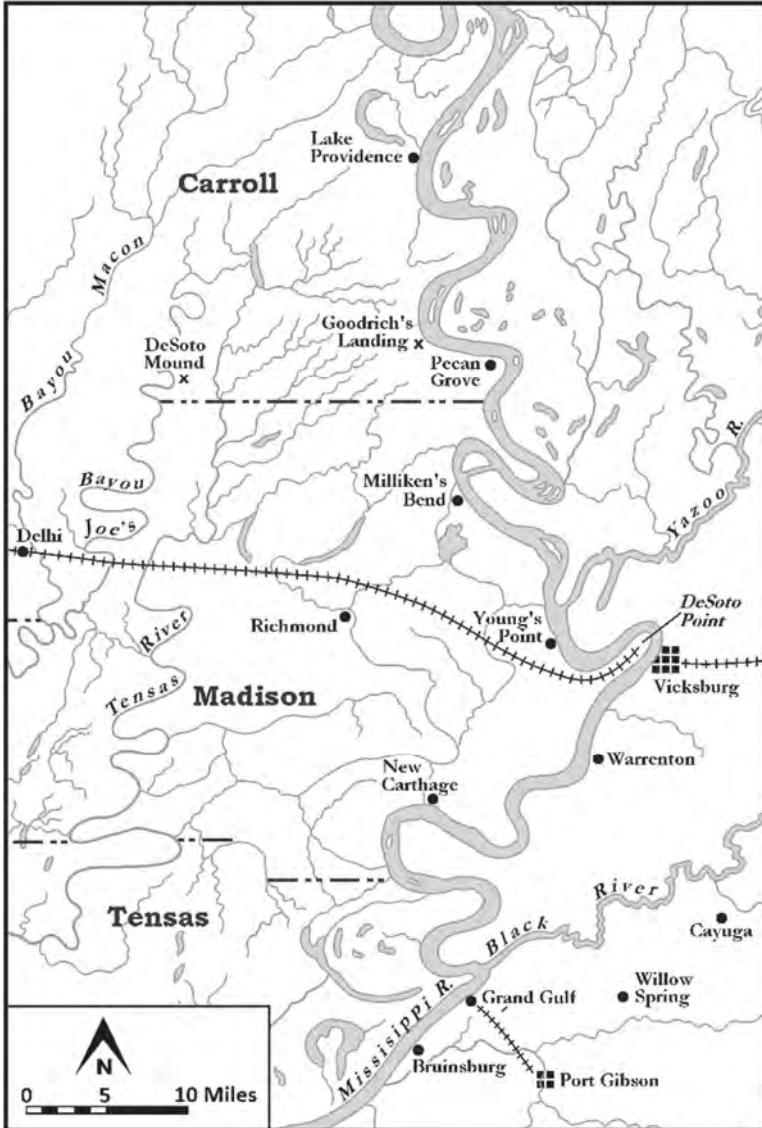 Lake
Providence
Carroll
Bayou Macon
Goodrich's
Landing
DeSoto
Mound
Pecan
Grove
Yazoo R.
Bayou
Joe's
Milliken's
Bend
Delhi
DeSoto
Point
Richmond
Young's
Point
Vicksburg
Tensas River
Madison
Warrenton
New
Carthage
Tensas
Black River
Cayuga
Willow
Spring
Grand Gulf
Missisippi R.
Bruinsburg
Port Gibson
N
0 5 10 Miles